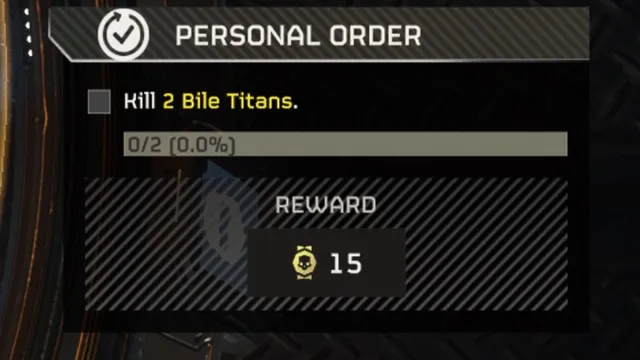 PERSONAL ORDER
Kill 2 Bile Titans.
0/2 (0.0%)
REWARD
15